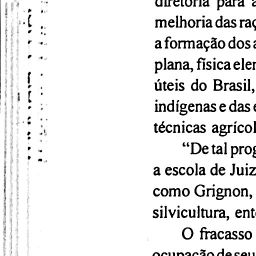 diretoria para a
melhoria das raç
a formação dos a
plana, física elem
úteis do Brasil,
indígenas e das e
técnicas agrícol
“De tal prog
a escola de Juiz
como Grignon,
silvicultura, ent
O fracasso
ocupação de seu